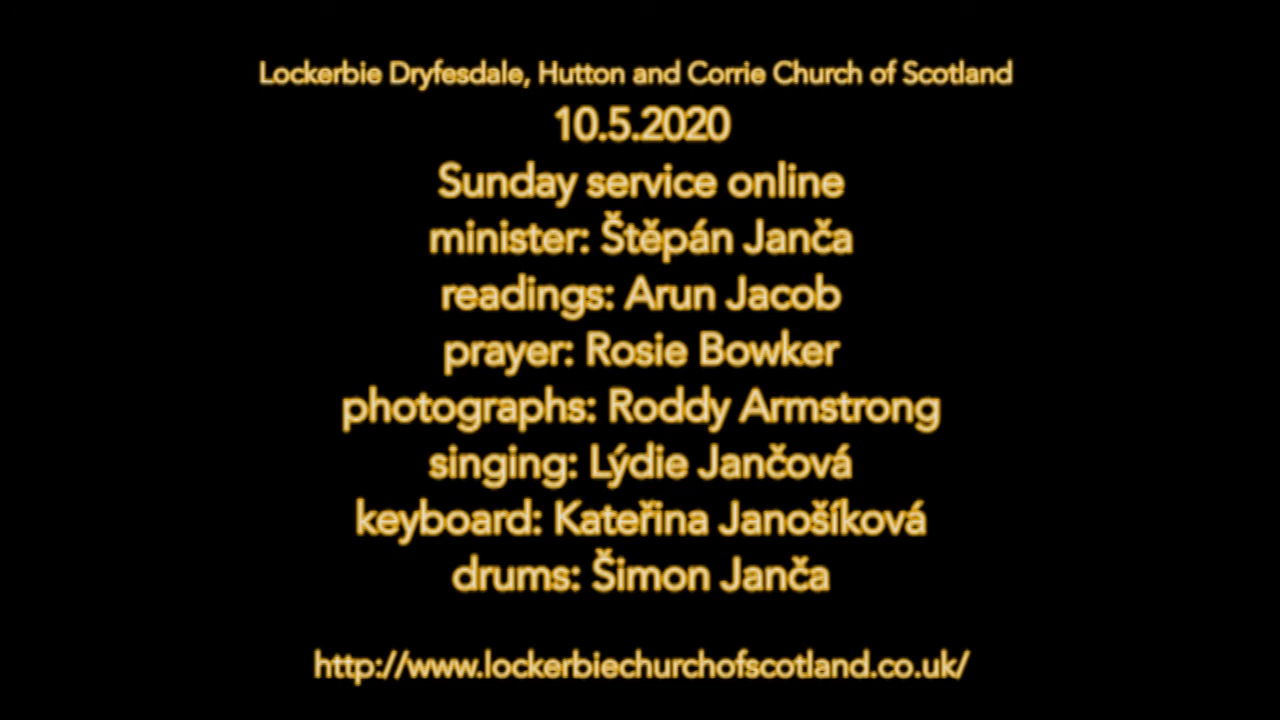 Lockerbie Dryfesdale, Hutton and Corrie Church of Scotland
10.5.2020
Sunday service online
minister: Štěpán Janča
readings: Arun Jacob
prayer: Rosie Bowker
photographs: Roddy Armstrong
singing: Lýdie Jančová
keyboard: Kateřina Janošíková
drums: Šimon Janča
http://www.lockerbiechurchofscotland.co.uk/